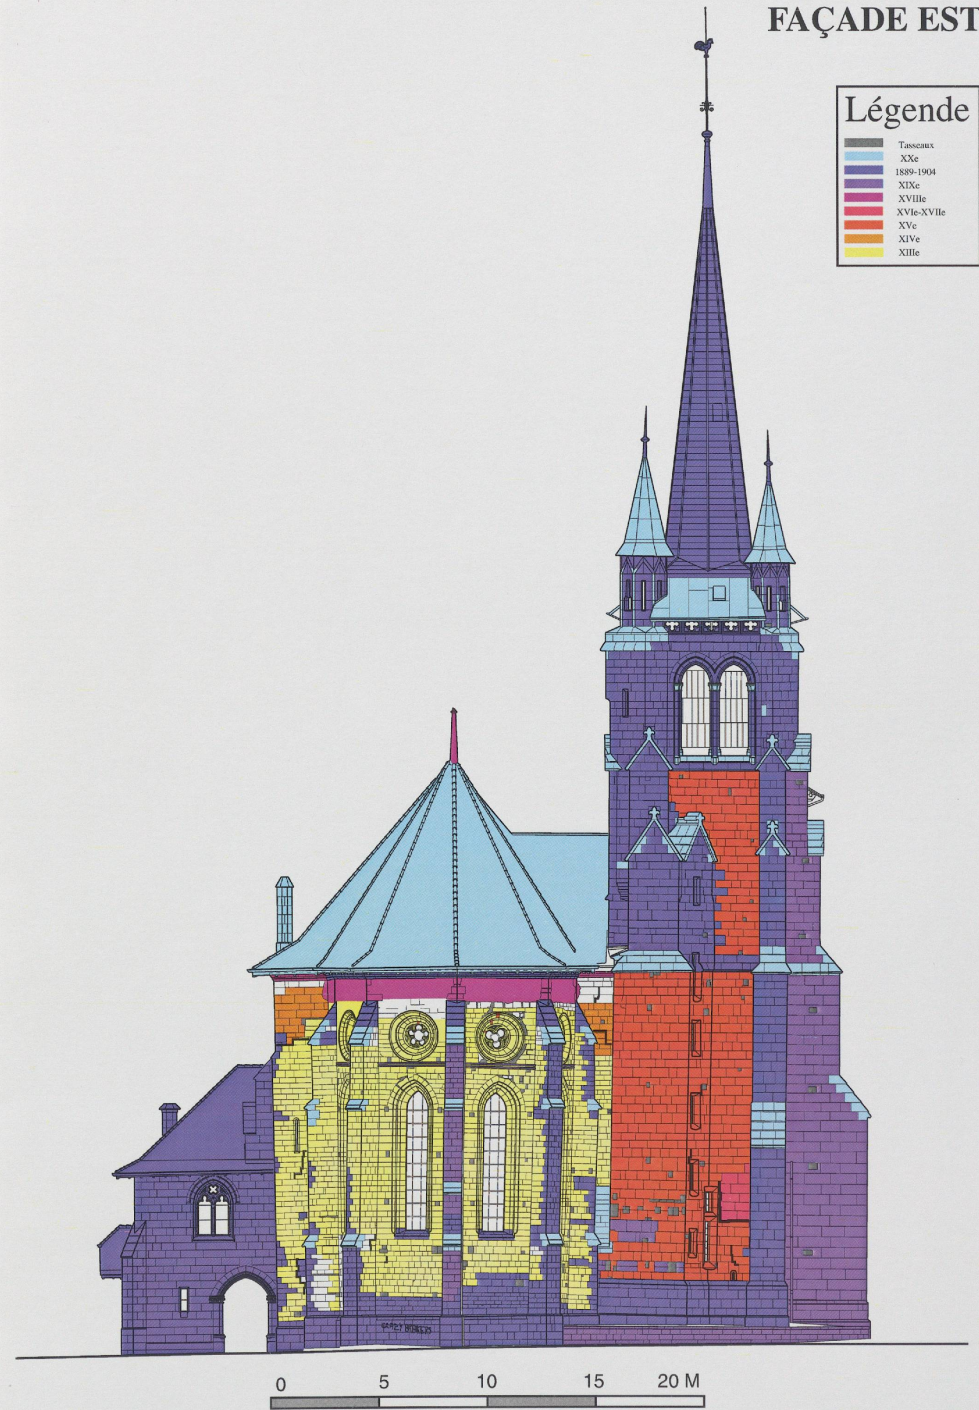 FAÇADE EST
Légende
Tasseaux
XXe
1889-1904
XIXe
XVIIIe
XVIe-XVIIe
XVe
XIVe
XIIIe
0 5 10 15 20 M